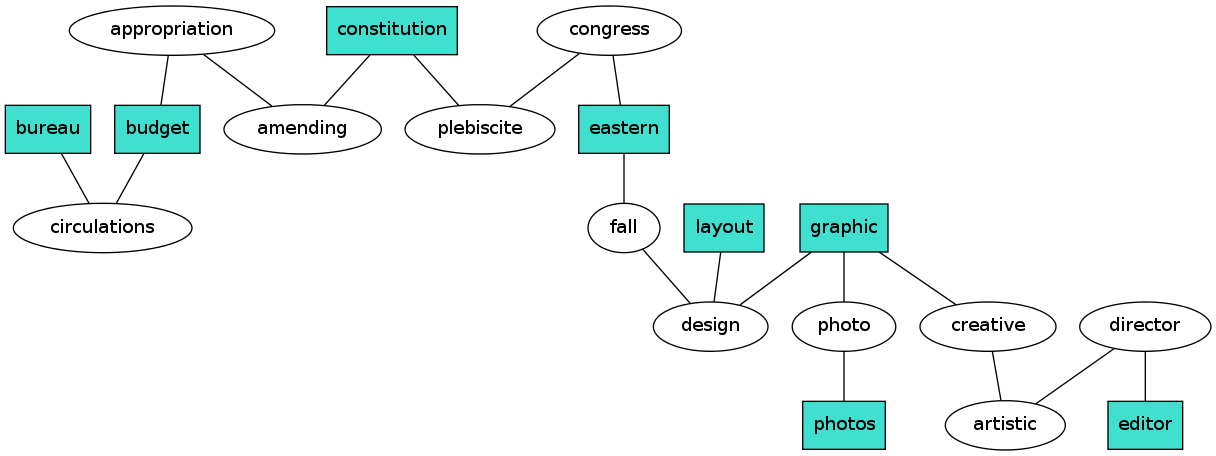 appropriation
constitution
congress
bureau
budget
amending
plebiscite
eastern
circulations
fall
layout
graphic
design
photo
creative
director
photos
artistic
editor